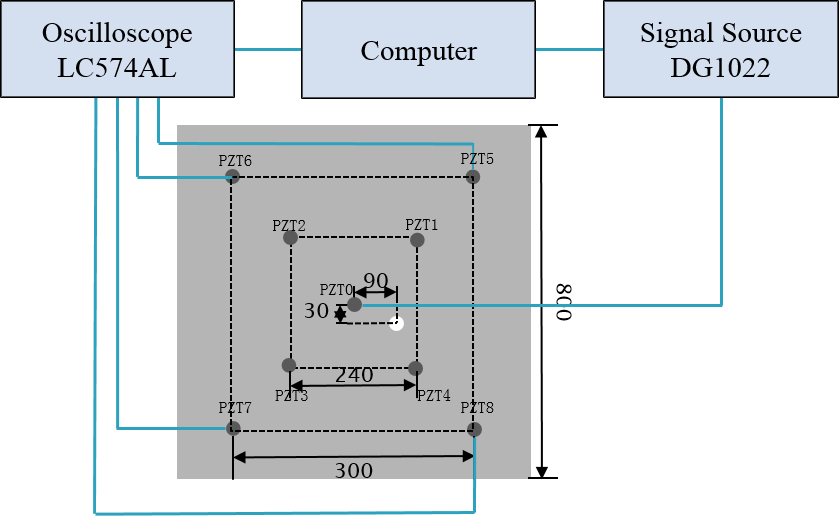 Oscilloscope
LC574AL
Computer
Signal Source
DG1022
PZT6
PZT5
PZT2
PZT1
PZT0
90
30
800
240
PZT3
PZT4
PZT7
PZT8
300